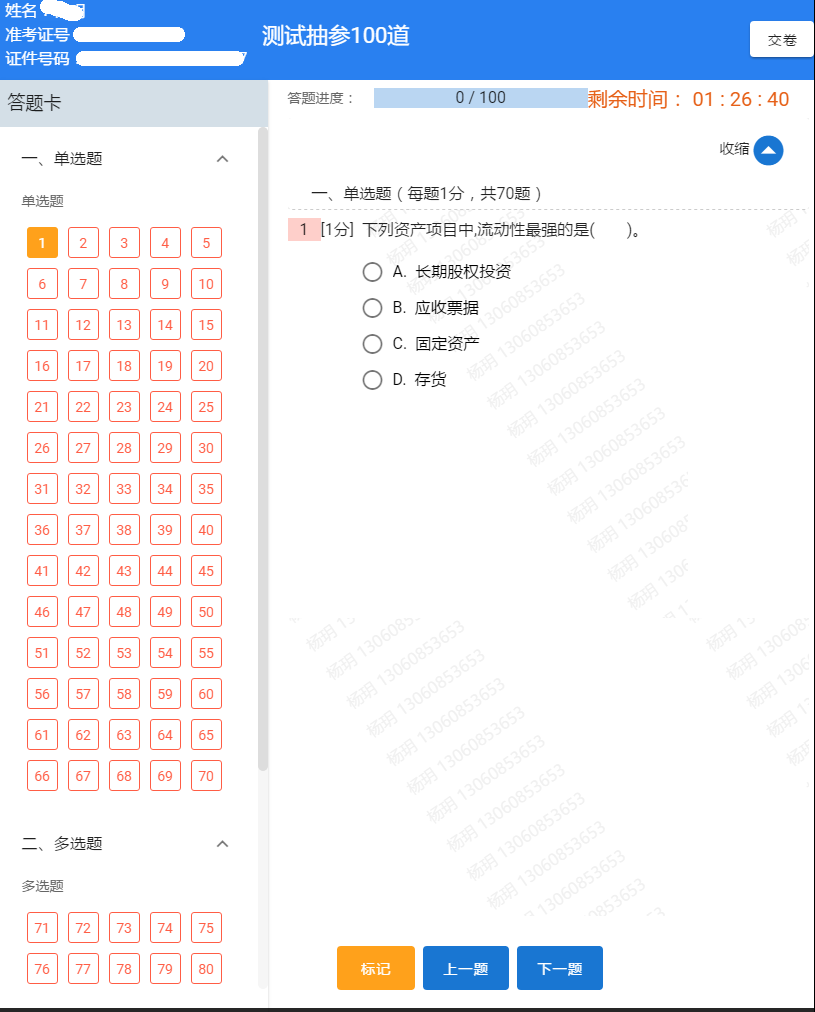 姓名
准考证号
证件号码
测试抽参100道
交卷
答题卡
答题进度：
0 / 100
剩余时间： 01 : 26 : 40
收缩
一、单选题
单选题
1 2 3 4 5
6 7 8 9 10
11 12 13 14 15
16 17 18 19 20
21 22 23 24 25
26 27 28 29 30
31 32 33 34 35
36 37 38 39 40
41 42 43 44 45
46 47 48 49 50
51 52 53 54 55
56 57 58 59 60
61 62 63 64 65
66 67 68 69 70
二、多选题
多选题
71 72 73 74 75
76 77 78 79 80
一、单选题（每题1分，共70题）
1 [1分] 下列资产项目中,流动性最强的是( )。
A. 长期股权投资
B. 应收票据
C. 固定资产
D. 存货
杨玥 13060853653
标记
上一题
下一题